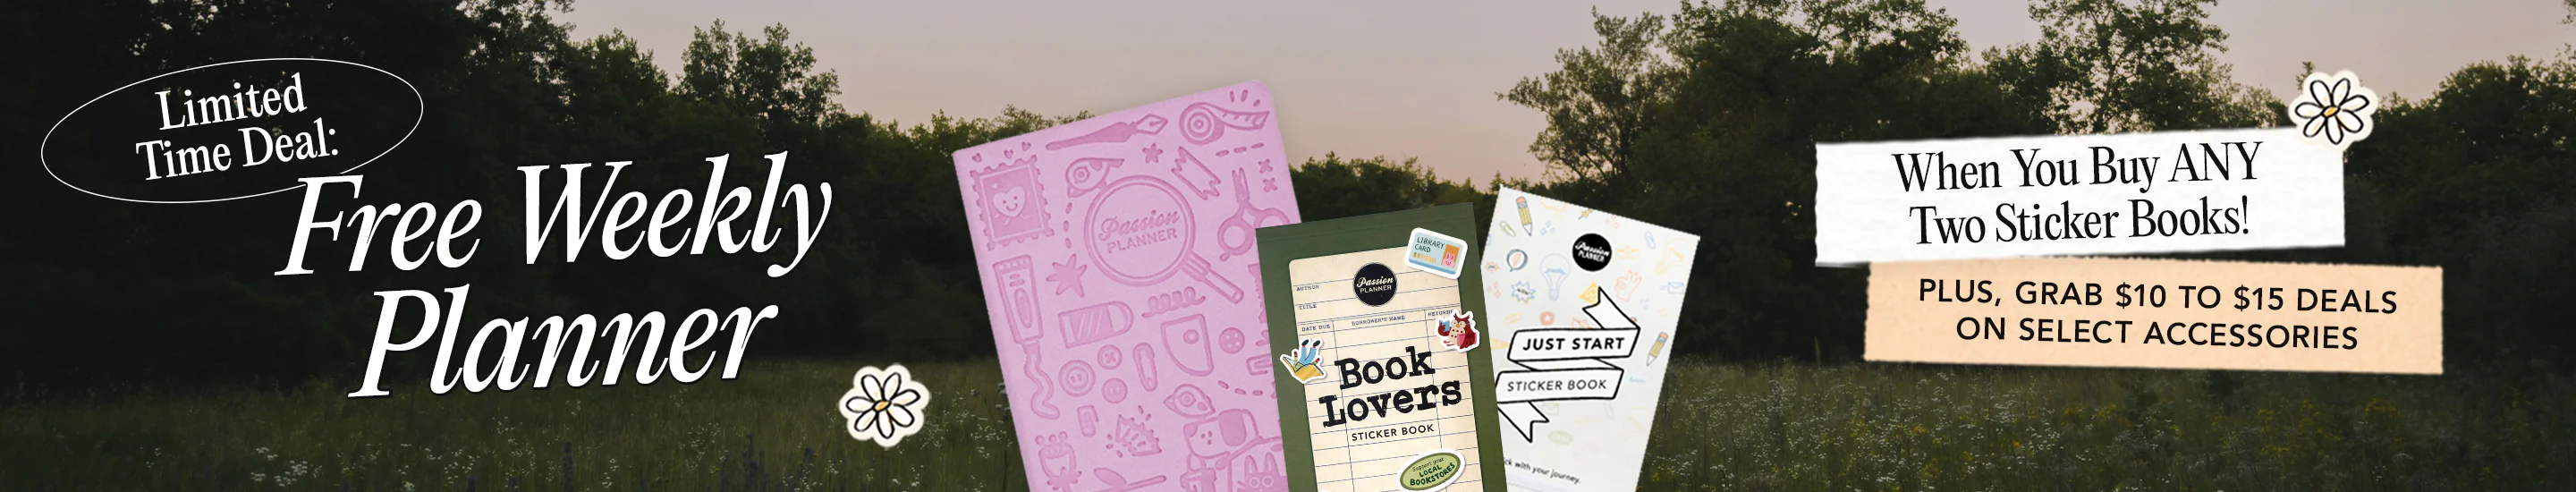 Limited
Time Deal:
Free Weekly
Planner
Passion
PLANNER
LIBRARY
CARD
Passion
PLANNER
AUTHOR
TITLE
DATE DUE
BORROWER'S NAME
Book
Lovers
STICKER BOOK
Support your
LOCAL
BOOKSTORES
Passion
PLANNER
JUST START
STICKER BOOK
with your journey.
When You Buy ANY
Two Sticker Books!
PLUS, GRAB $10 TO $15 DEALS
ON SELECT ACCESSORIES